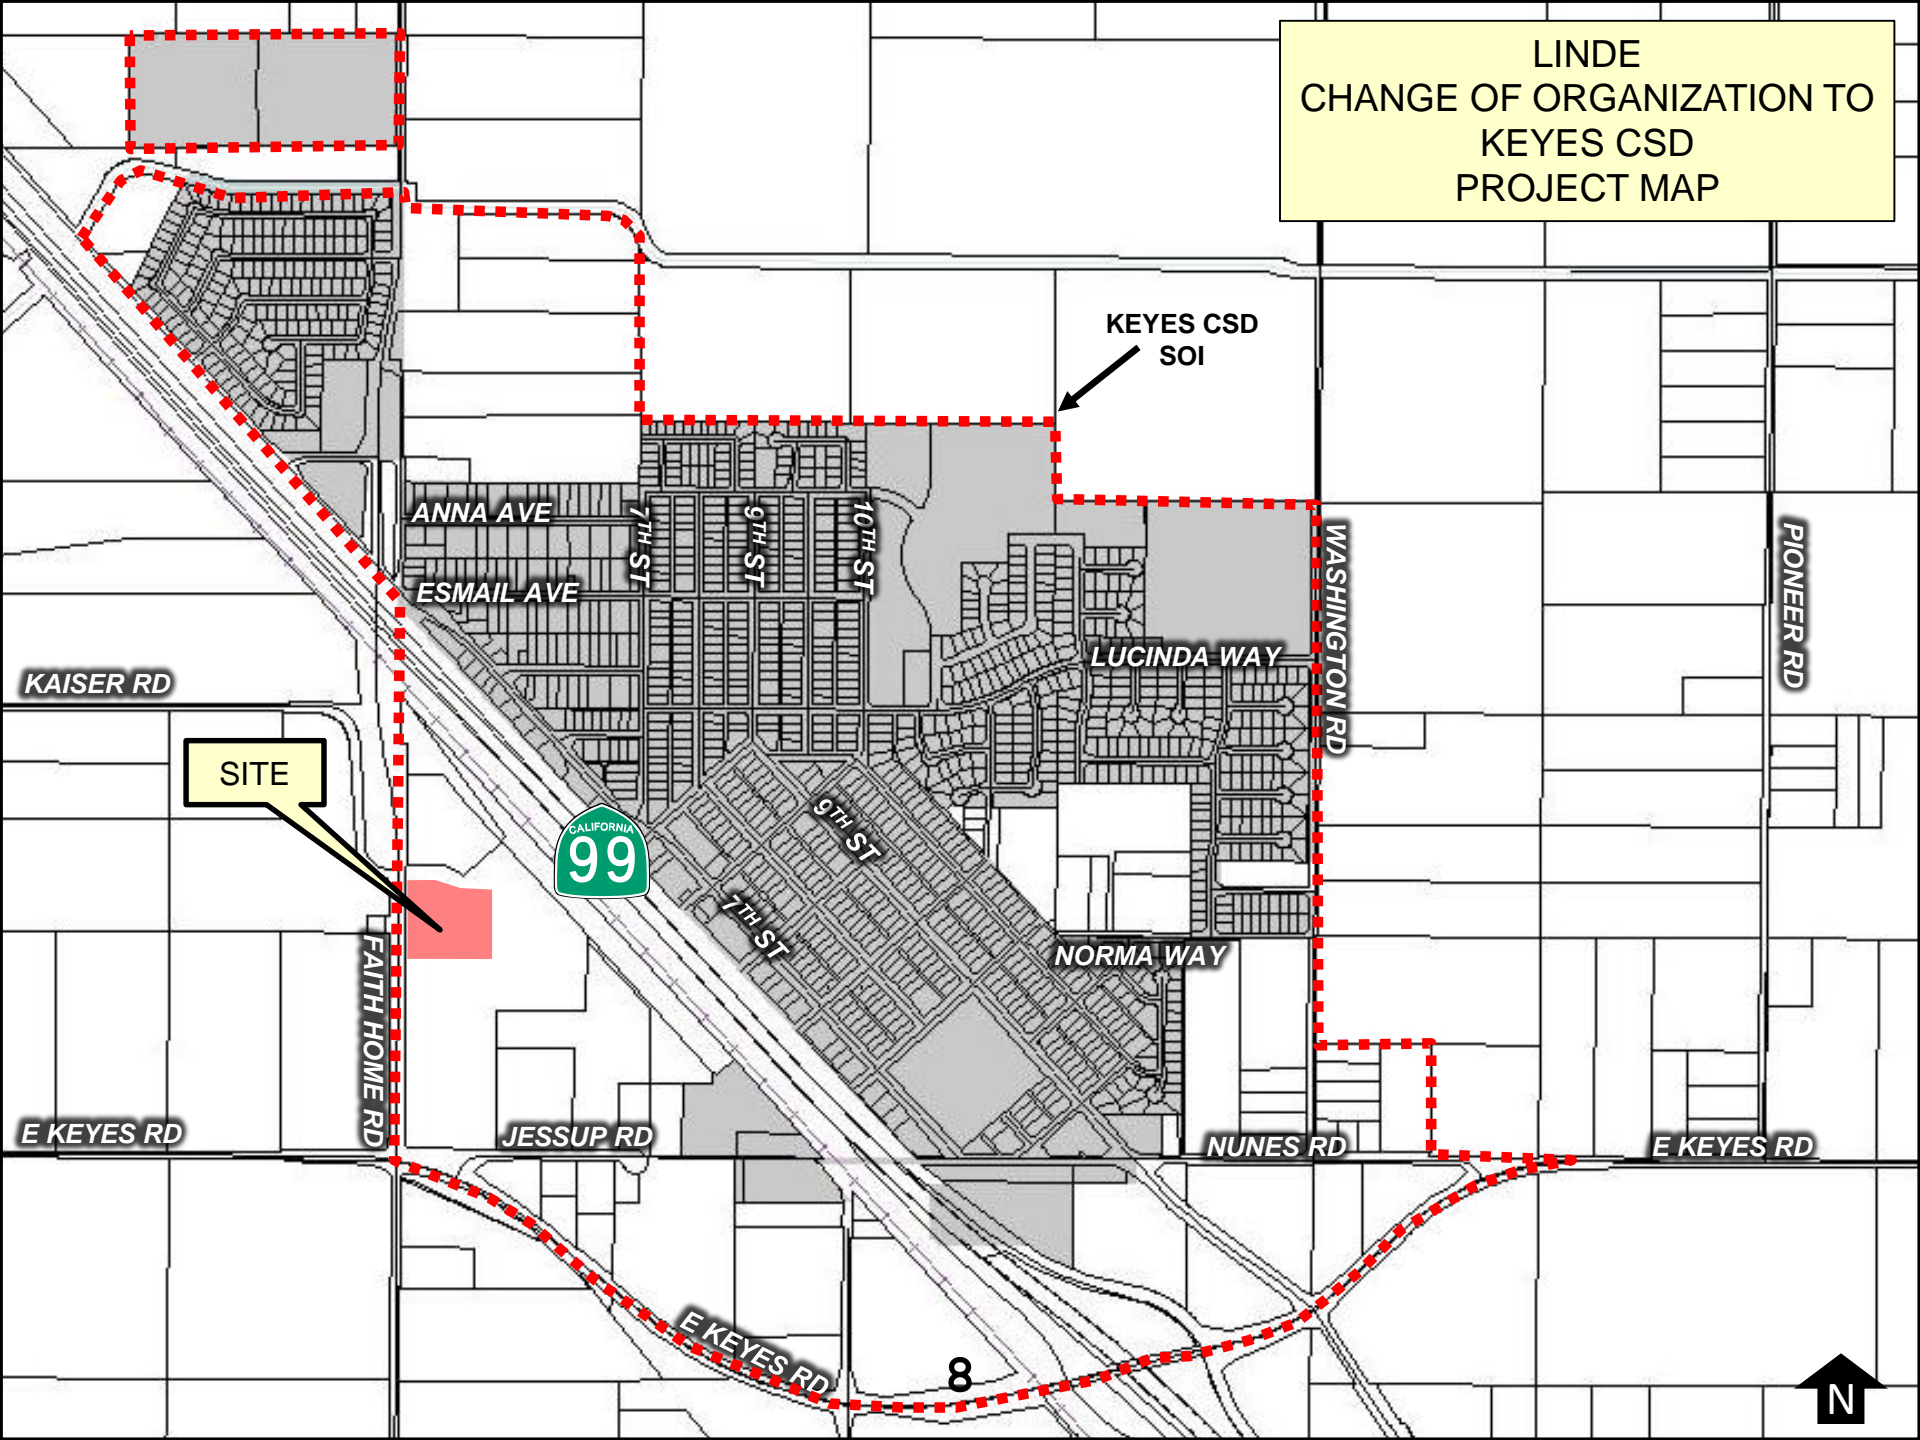 LINDE
CHANGE OF ORGANIZATION TO
KEYES CSD
PROJECT MAP
KEYES CSD
SOI
ANNA AVE
7TH ST
9TH ST
10TH ST
WASHINGTON RD
PIONEER RD
ESMAIL AVE
LUCINDA WAY
KAISER RD
SITE
CALIFORNIA
99
9TH ST
7TH ST
NORMA WAY
FAITH HOME RD
E KEYES RD
JESSUP RD
NUNES RD
E KEYES RD
E KEYES RD
8
N